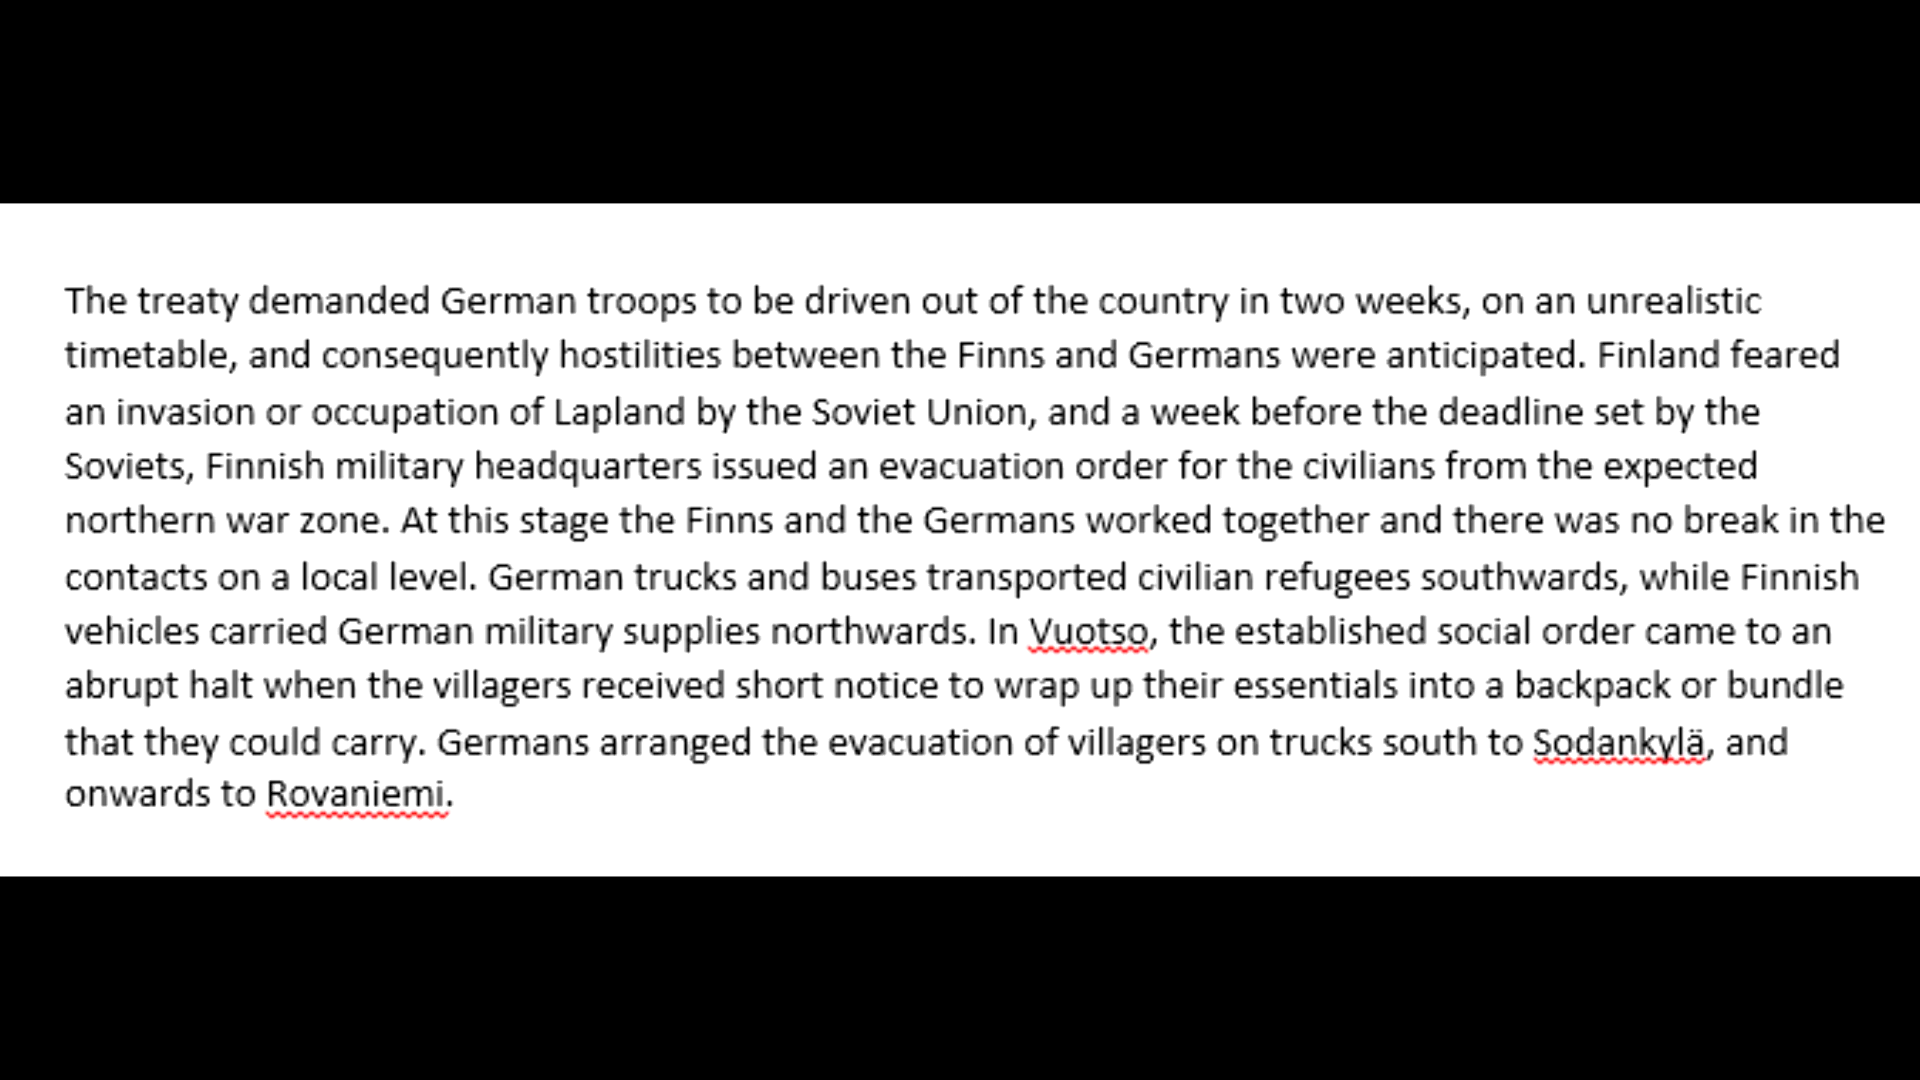 The treaty demanded German troops to be driven out of the country in two weeks, on an unrealistic
timetable, and consequently hostilities between the Finns and Germans were anticipated. Finland feared
an invasion or occupation of Lapland by the Soviet Union, and a week before the deadline set by the
Soviets, Finnish military headquarters issued an evacuation order for the civilians from the expected
northern war zone. At this stage the Finns and the Germans worked together and there was no break in the
contacts on a local level. German trucks and buses transported civilian refugees southwards, while Finnish
vehicles carried German military supplies northwards. In Vuotso, the established social order came to an
abrupt halt when the villagers received short notice to wrap up their essentials into a backpack or bundle
that they could carry. Germans arranged the evacuation of villagers on trucks south to Sodankylä, and
onwards to Rovaniemi.